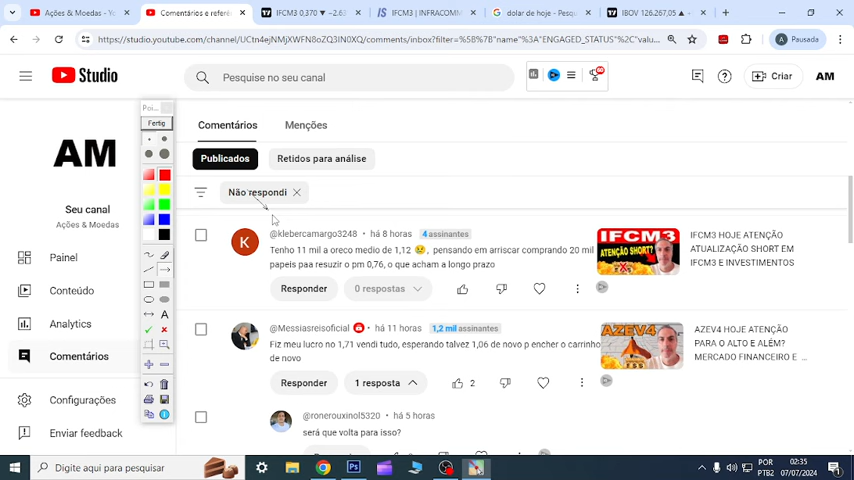 Ações & Moedas - Y
Comentários e referê
IFCM3 0,370 ▼ −2.63
IFCM3 | INFRACOMM
dolar de hoje - Pesqu
IBOV 126.267,05 ▲ +
https://studio.youtube.com/channel/UCtn4ejNMjXWFN8oZQ3IN0XQ/comments/inbox?filter=%5B%7B"name"%3A"ENGAGED_STATUS"%2C"valu...
A Pausada
Studio
Pesquise no seu canal
Criar
AM
Poi...
Fertig
AM
Seu canal
Ações & Moedas
Painel
Conteúdo
Analytics
Comentários
Configurações
Enviar feedback
Comentários Menções
Publicados Retidos para análise
Não respondi
K
@klebercamargo3248 • há 8 horas 4 assinantes
Tenho 11 mil a oreco medio de 1,12 😢, pensando em arriscar comprando 20 mil
papeis paa resuzir o pm 0,76, o que acham a longo prazo
Responder 0 respostas
IFCM3
ATENÇÃO SHORT?
IFCM3 HOJE ATENÇÃO
ATUALIZAÇÃO SHORT EM
IFCM3 E INVESTIMENTOS
@Messiasreisoficial • há 11 horas 1,2 mil assinantes
Fiz meu lucro no 1,71 vendi tudo, esperando talvez 1,06 de novo p encher o carrinho
de novo
Responder 1 resposta 2
AZEV4
AZEV4 HOJE ATENÇÃO
PARA O ALTO E ALÉM?
MERCADO FINANCEIRO E ...
@ronerouxinol5320 • há 5 horas
será que volta para isso?
Digite aqui para pesquisar
POR
PTB2
02:35
07/07/2024